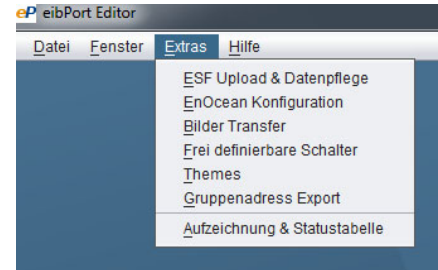 eP eibPort Editor
Datei Fenster Extras Hilfe
ESF Upload & Datenpflege
EnOcean Konfiguration
Bilder Transfer
Frei definierbare Schalter
Themes
Gruppenadress Export
Aufzeichnung & Statustabelle